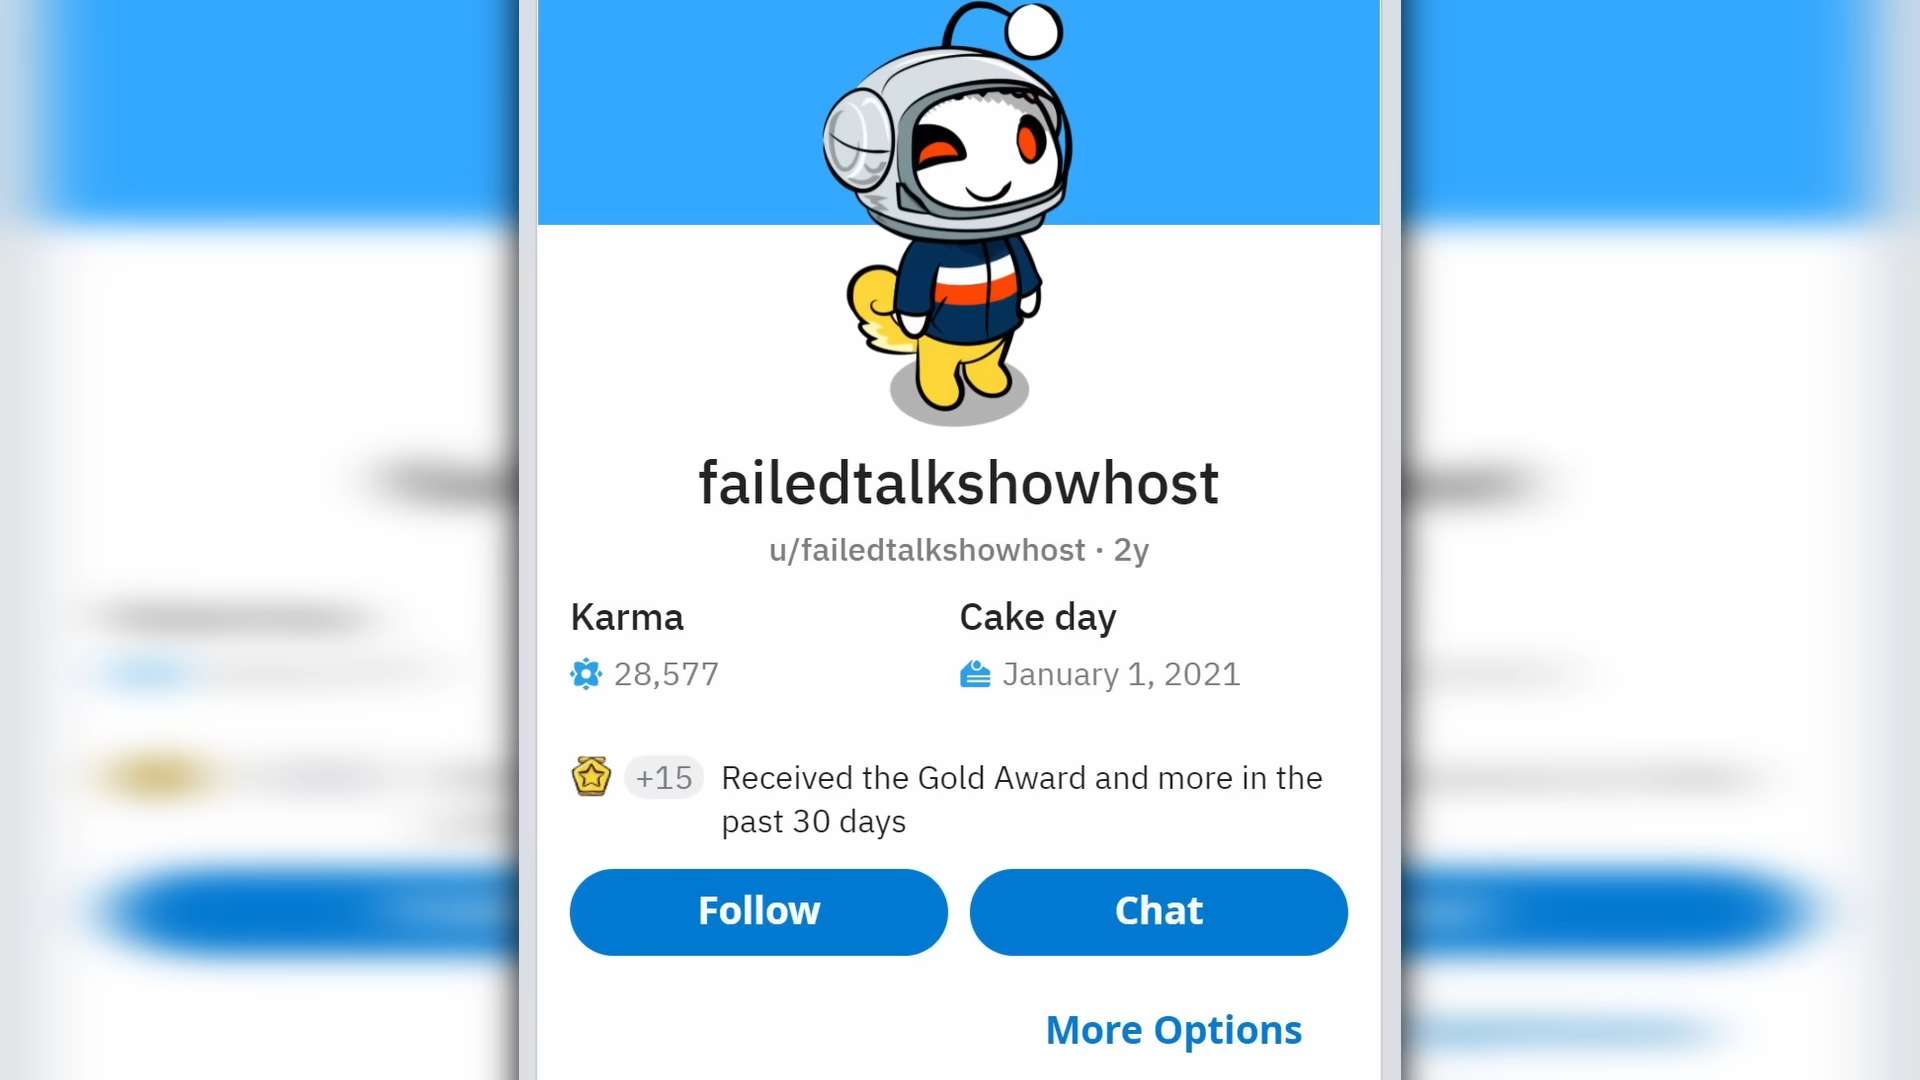 failedtalkshowhost
u/failedtalkshowhost · 2y
Karma
Cake day
28,577
January 1, 2021
+15
Received the Gold Award and more in the
past 30 days
Follow
Chat
More Options